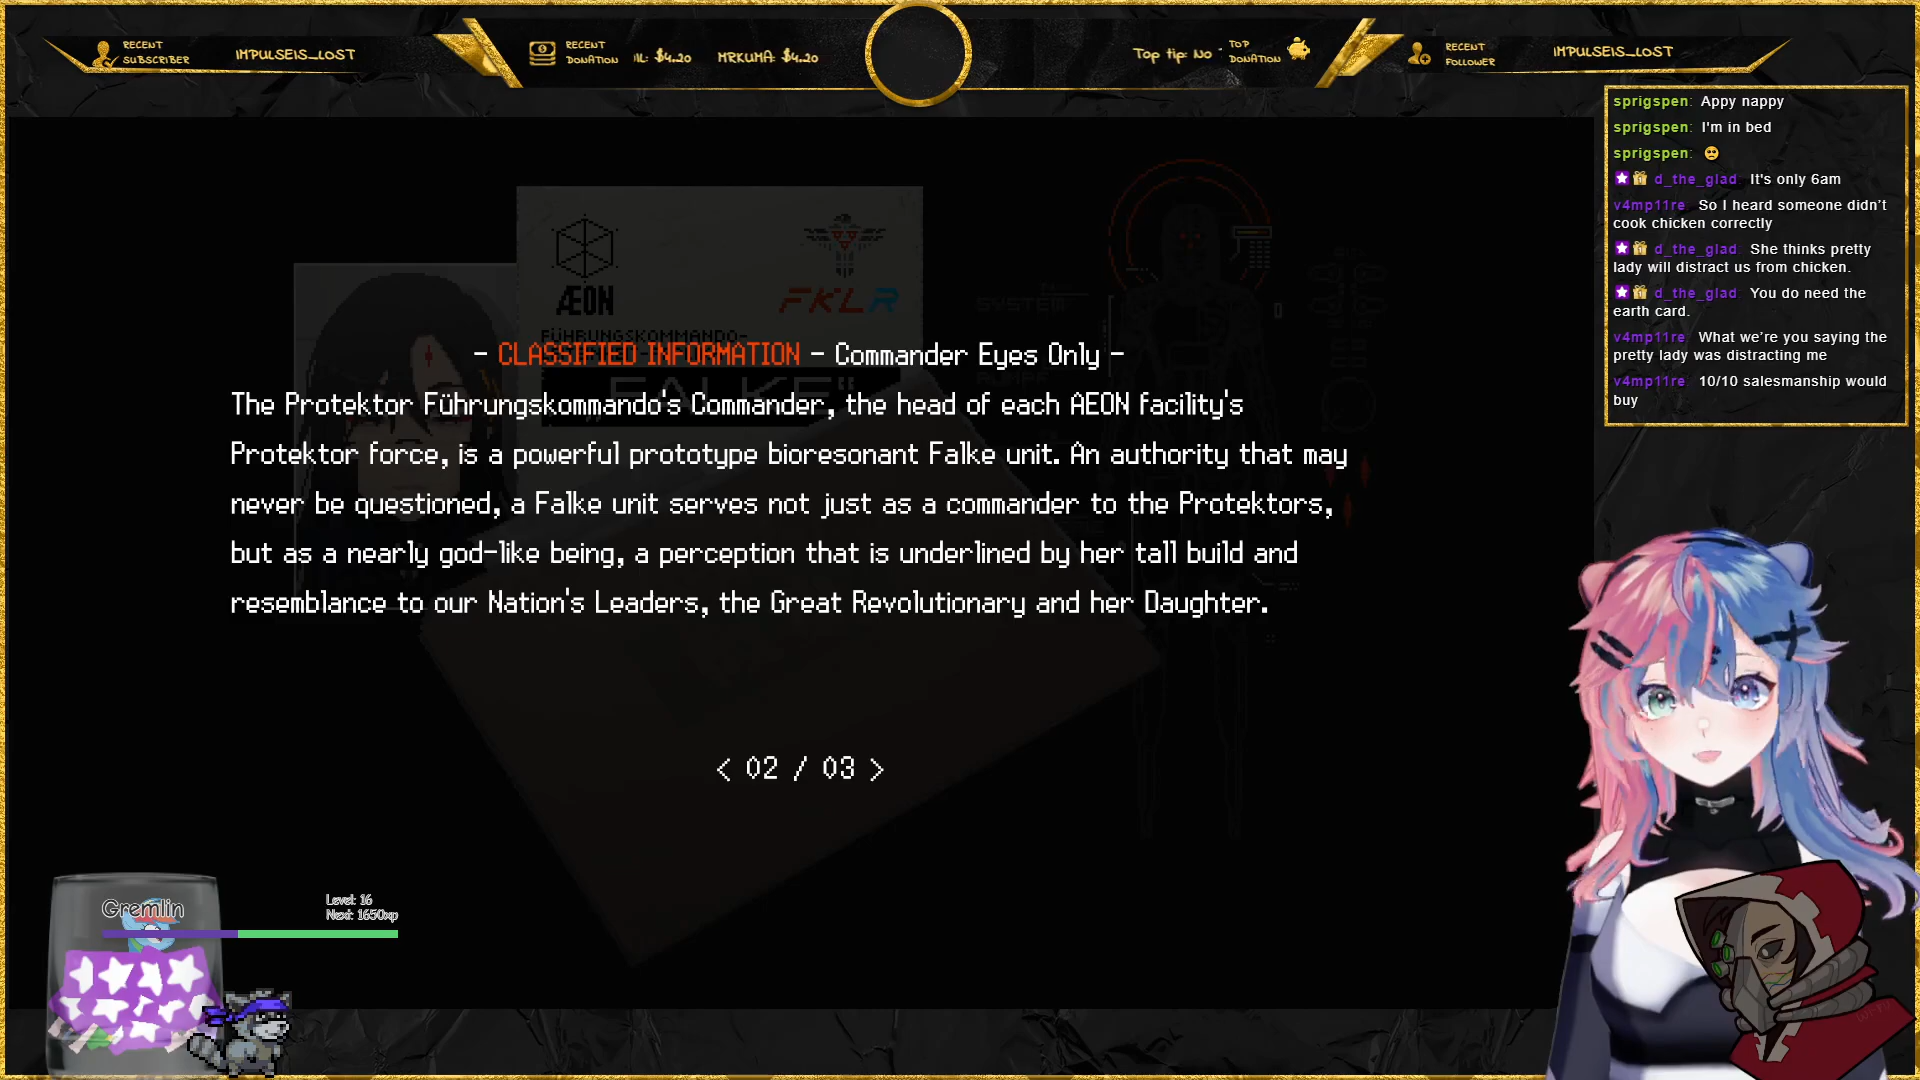 RECENT
SUBSCRIBER
IMPULSEIS_LOST
RECENT
DONATION
IL: $4.20
MRKUMA: $4.20
Top tip: No
TOP
DONATION
RECENT
FOLLOWER
IMPULSEIS_LOST
sprigspen: Appy nappy
sprigspen: I'm in bed
sprigspen: 🥺
d_the_glad: It's only 6am
v4mp11re: So I heard someone didn't
cook chicken correctly
d_the_glad: She thinks pretty
lady will distract us from chicken.
d_the_glad: You do need the
earth card.
v4mp11re: What we're you saying the
pretty lady was distracting me
v4mp11re: 10/10 salesmanship would
buy
ÆON
FKLR
FÜHRUNGSKOMMANDO-
SYSTEM
FALKE"
- CLASSIFIED INFORMATION - Commander Eyes Only -
The Protektor Führungskommando's Commander, the head of each AEON facility's
Protektor force, is a powerful prototype bioresonant Falke unit. An authority that may
never be questioned, a Falke unit serves not just as a commander to the Protektors,
but as a nearly god-like being, a perception that is underlined by her tall build and
resemblance to our Nation's Leaders, the Great Revolutionary and her Daughter.
< 02 / 03 >
Gremlin
Level: 16
Next: 1650xp